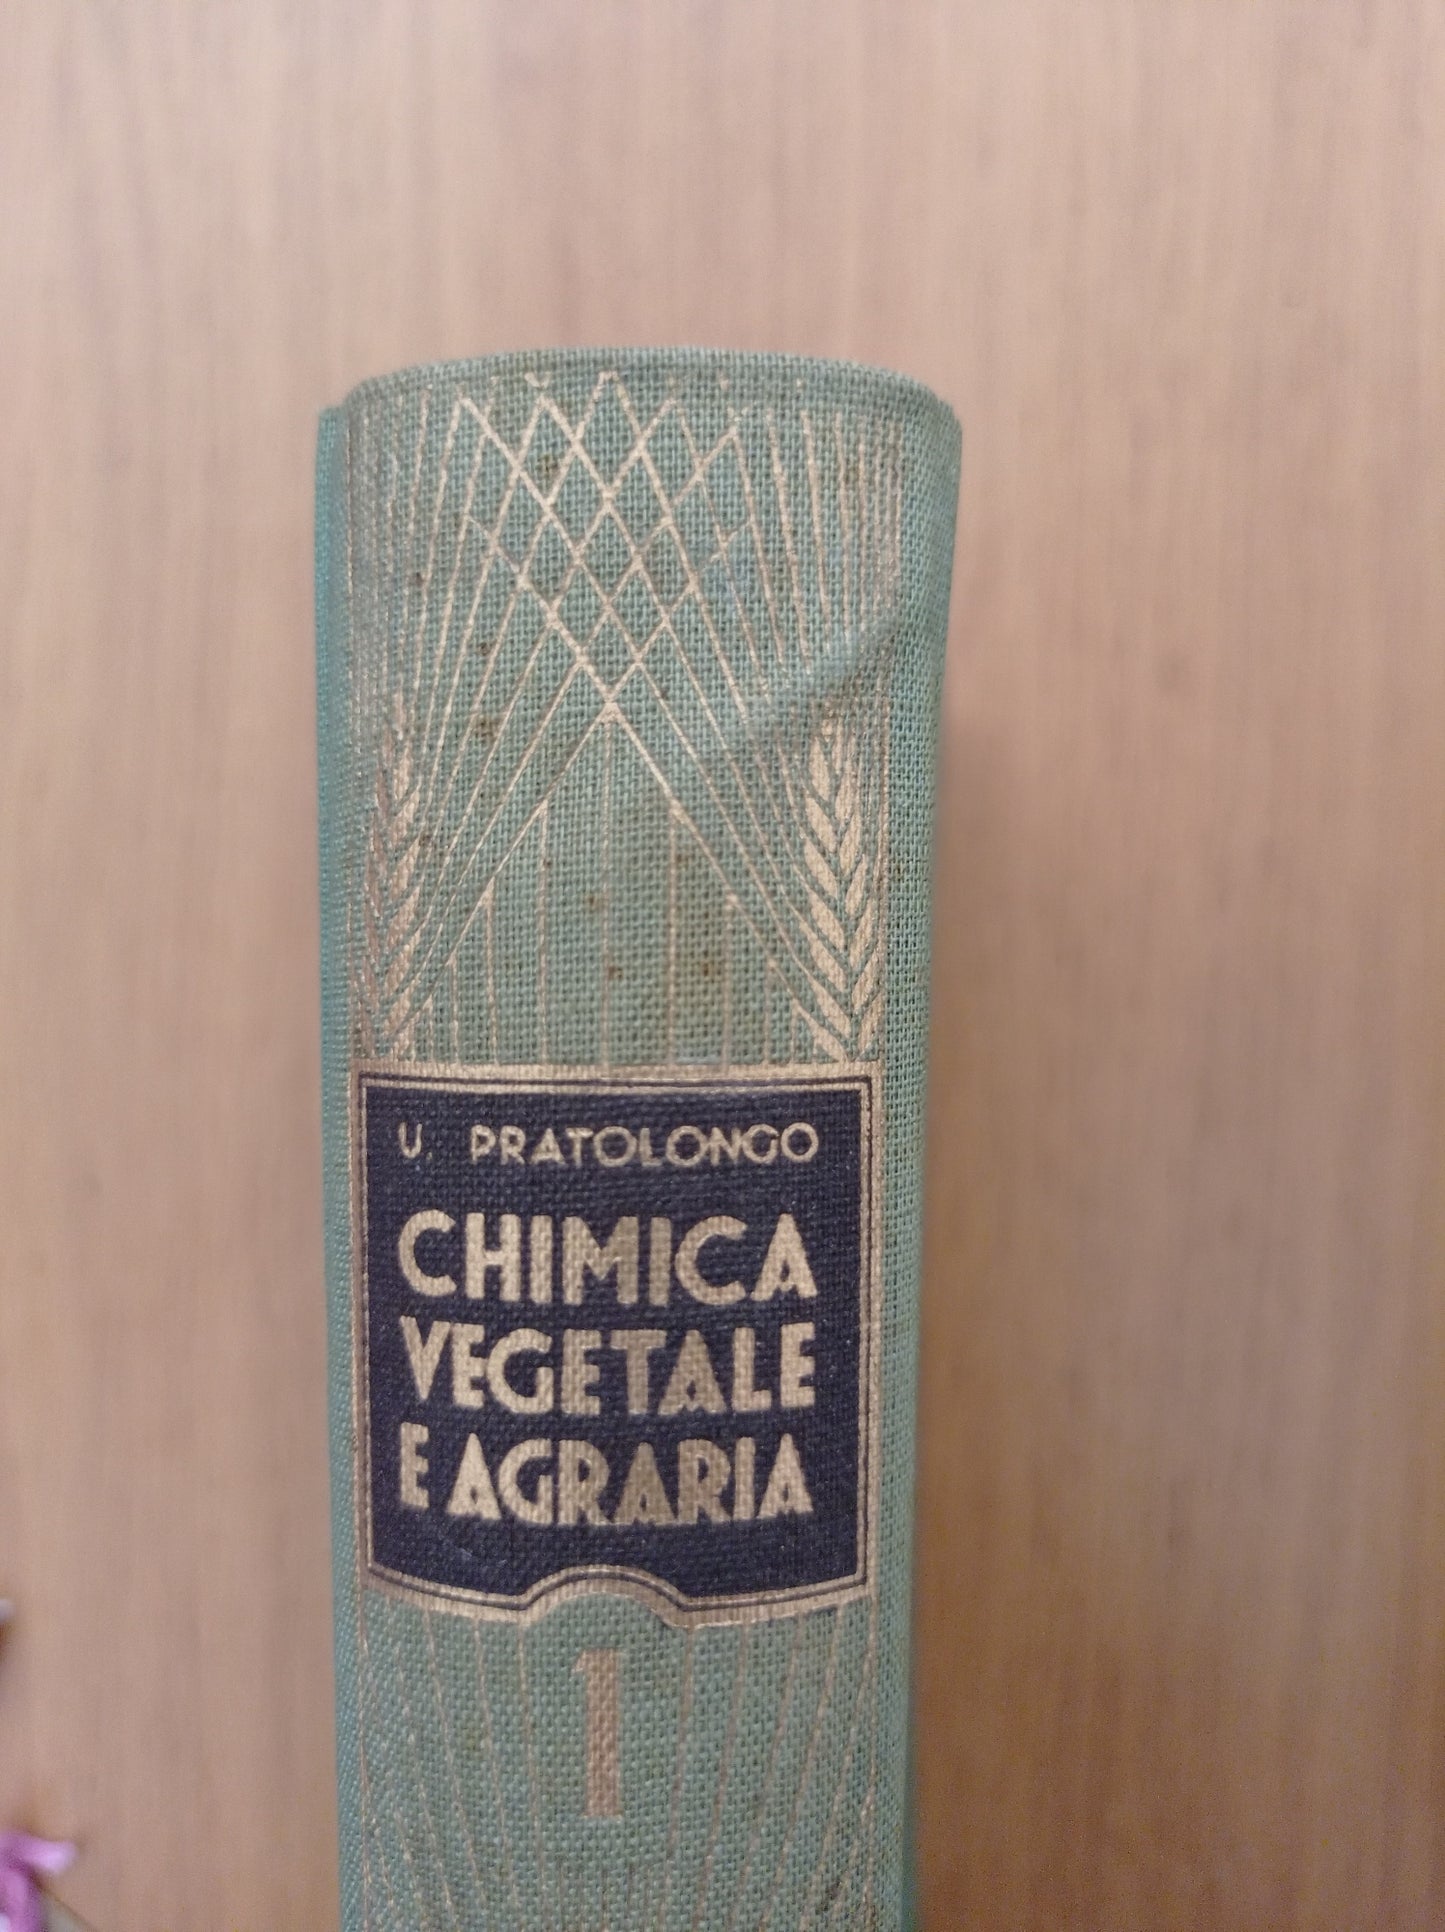 U. PRATOLONGO
CHIMICA
VEGETALE
E AGRARIA
1